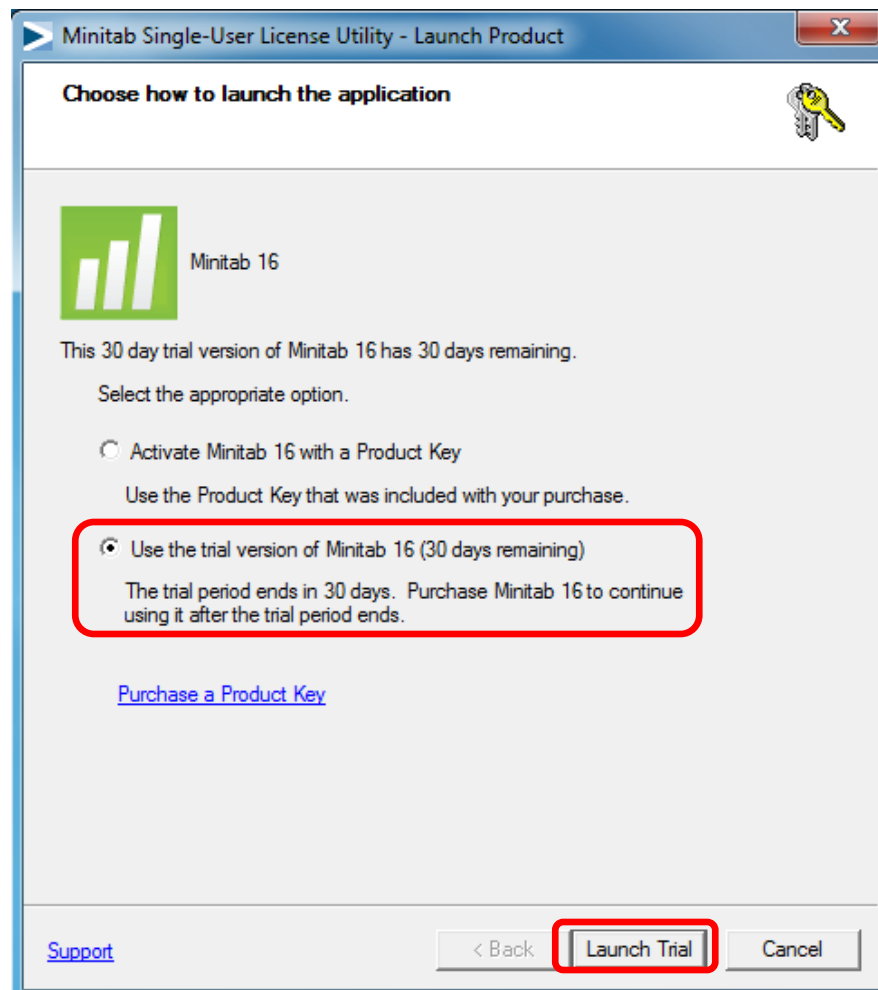 Minitab Single-User License Utility - Launch Product
Choose how to launch the application
Minitab 16
This 30 day trial version of Minitab 16 has 30 days remaining.
Select the appropriate option.
Activate Minitab 16 with a Product Key
Use the Product Key that was included with your purchase.
Use the trial version of Minitab 16 (30 days remaining)
The trial period ends in 30 days.  Purchase Minitab 16 to continue
using it after the trial period ends.
Purchase a Product Key
Support
< Back
Launch Trial
Cancel